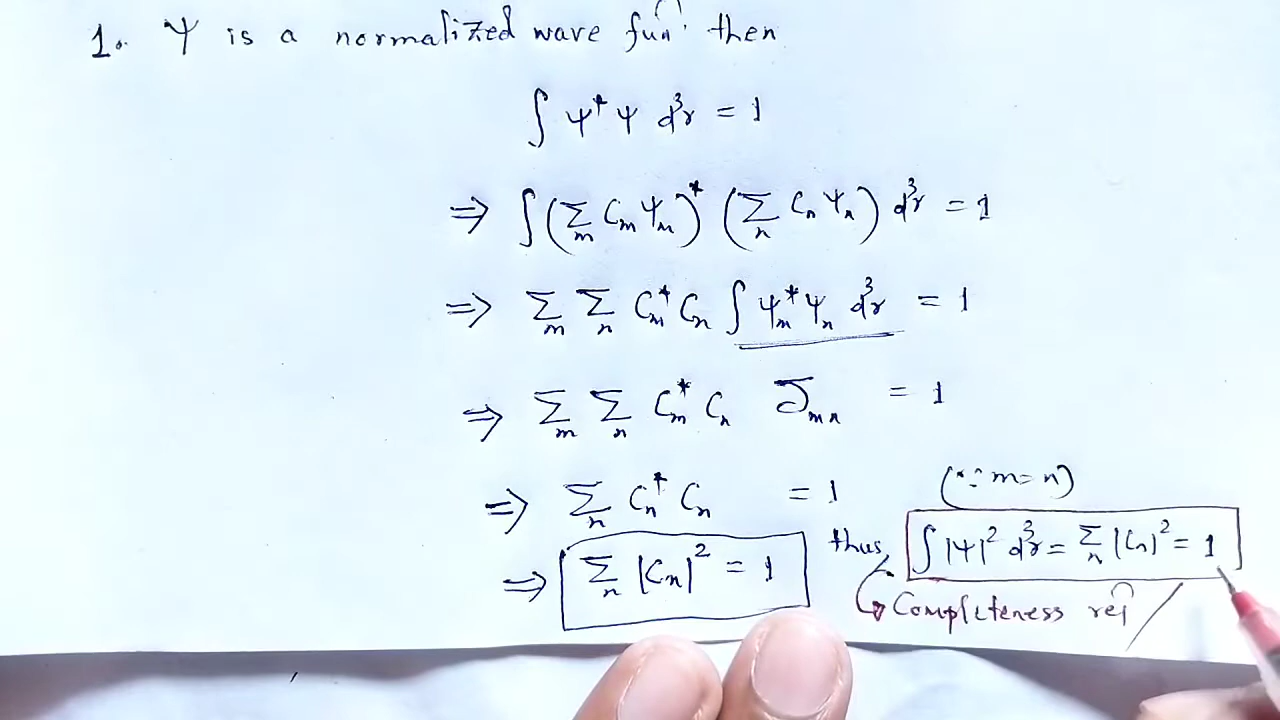 1. Ψ is a normalized wave fun. then
∫ Ψ* Ψ d³r = 1
⇒ ∫ (Σ_m C_m Ψ_m)* (Σ_n C_n Ψ_n) d³r = 1
⇒ Σ_m Σ_n C_m* C_n ∫ Ψ_m* Ψ_n d³r = 1
⇒ Σ_m Σ_n C_m* C_n δ_mn = 1
⇒ Σ_n C_n* C_n = 1 (∵ m = n)
⇒ Σ_n |C_n|² = 1 thus, ∫ |Ψ|² d³r = Σ_n |C_n|² = 1
Completeness reln